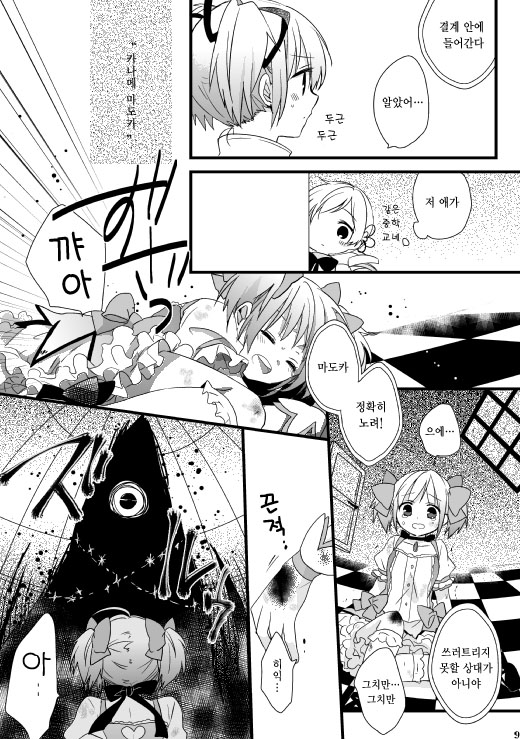 결계 안에
들어간다
알았어…
두근
두근
“카나메 마도카”
저 애가
같은
중학
교네
꺄
아
마도카
정확히
노려!
으에…
쓰러트리지
못할 상대가
아니야
그치만…
그치만
끈적.
히익…
ズルッ
아
9